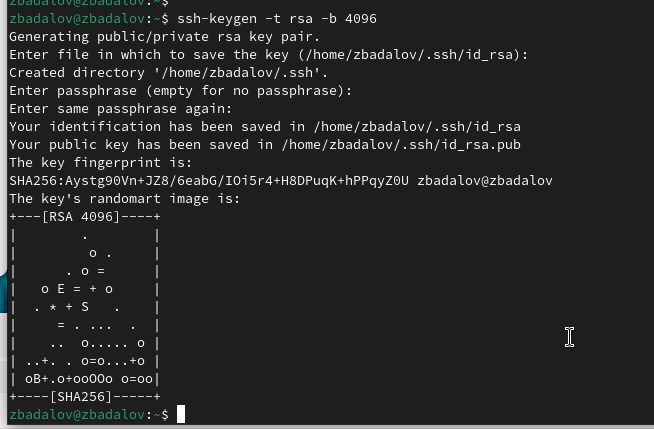 zbadalov@zbadalov:~$
zbadalov@zbadalov:~$ ssh-keygen -t rsa -b 4096
Generating public/private rsa key pair.
Enter file in which to save the key (/home/zbadalov/.ssh/id_rsa):
Created directory '/home/zbadalov/.ssh'.
Enter passphrase (empty for no passphrase):
Enter same passphrase again:
Your identification has been saved in /home/zbadalov/.ssh/id_rsa
Your public key has been saved in /home/zbadalov/.ssh/id_rsa.pub
The key fingerprint is:
SHA256:Aystg90Vn+JZ8/6eabG/IOi5r4+H8DPuqK+hPPqyZ0U zbadalov@zbadalov
The key's randomart image is:
+---[RSA 4096]----+
|        .        |
|         o .     |
|      . o =      |
|   o E = + o     |
|  . * + S   .    |
|     = . ...  .  |
|    ..  o..... o |
| ..+. . o=o...+o |
| oB+.o+ooOOo o=oo|
+----[SHA256]-----+
zbadalov@zbadalov:~$